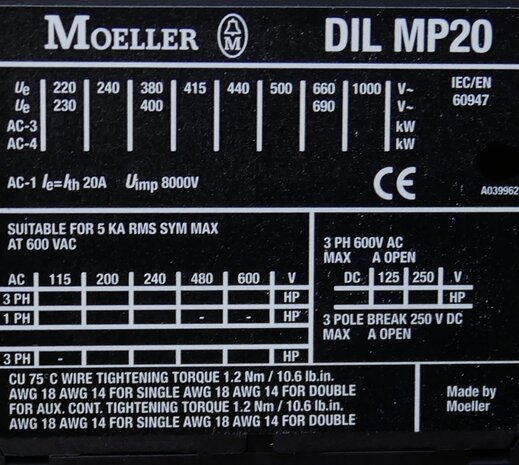 MOELLER M DIL MP20
Ue 220 240 380 415 440 500 660 1000 V~ IEC/EN
Ue 230 400 690 V~ 60947
AC-3 kW
AC-4 kW
AC-1 Ie=Ith 20A Uimp 8000V CE A039962
SUITABLE FOR 5 KA RMS SYM MAX
AT 600 VAC
AC 115 200 240 480 600 V
3 PH HP
1 PH - - HP
3 PH - HP
3 PH 600V AC
MAX A OPEN
DC 125 250 V
HP
3 POLE BREAK 250 V DC
MAX A OPEN
CU 75°C WIRE TIGHTENING TORQUE 1.2 Nm / 10.6 lb.in.
AWG 18 AWG 14 FOR SINGLE AWG 18 AWG 14 FOR DOUBLE
FOR AUX. CONT. TIGHTENING TORQUE 1.2 Nm / 10.6 lb.in.
AWG 18 AWG 14 FOR SINGLE AWG 18 AWG 14 FOR DOUBLE
Made by
Moeller